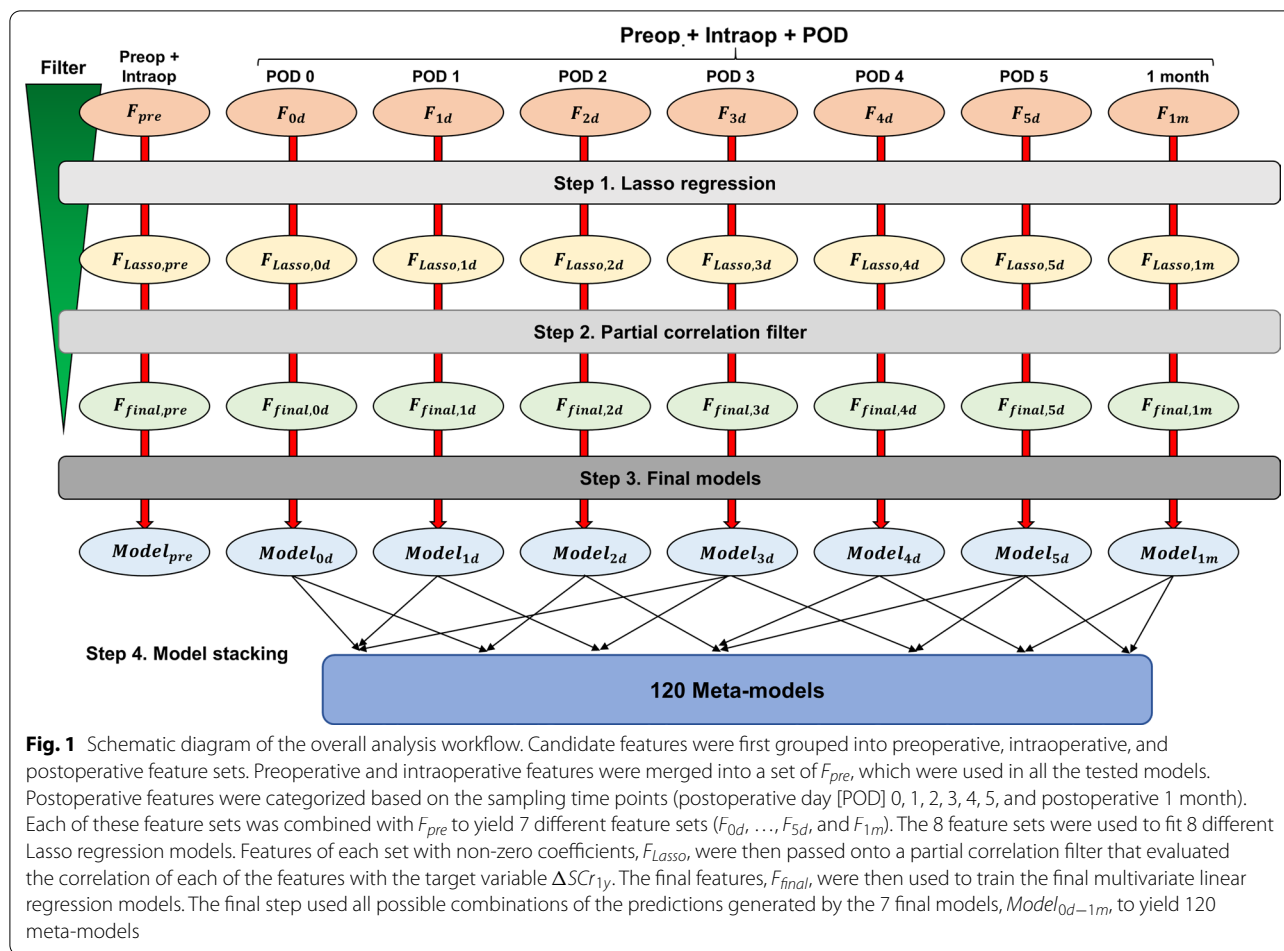 Preop + Intraop + POD
Filter
Preop +
Intraop
POD 0 POD 1 POD 2 POD 3 POD 4 POD 5 1 month
F_pre F_0d F_1d F_2d F_3d F_4d F_5d F_1m
Step 1. Lasso regression
F_Lasso,pre F_Lasso,0d F_Lasso,1d F_Lasso,2d F_Lasso,3d F_Lasso,4d F_Lasso,5d F_Lasso,1m
Step 2. Partial correlation filter
F_final,pre F_final,0d F_final,1d F_final,2d F_final,3d F_final,4d F_final,5d F_final,1m
Step 3. Final models
Model_pre Model_0d Model_1d Model_2d Model_3d Model_4d Model_5d Model_1m
Step 4. Model stacking
120 Meta-models
Fig. 1 Schematic diagram of the overall analysis workflow. Candidate features were first grouped into preoperative, intraoperative, and
postoperative feature sets. Preoperative and intraoperative features were merged into a set of F_pre, which were used in all the tested models.
Postoperative features were categorized based on the sampling time points (postoperative day [POD] 0, 1, 2, 3, 4, 5, and postoperative 1 month).
Each of these feature sets was combined with F_pre to yield 7 different feature sets (F_0d, …, F_5d, and F_1m). The 8 feature sets were used to fit 8 different
Lasso regression models. Features of each set with non-zero coefficients, F_Lasso, were then passed onto a partial correlation filter that evaluated
the correlation of each of the features with the target variable ΔSCr_1y. The final features, F_final, were then used to train the final multivariate linear
regression models. The final step used all possible combinations of the predictions generated by the 7 final models, Model_0d−1m, to yield 120
meta-models